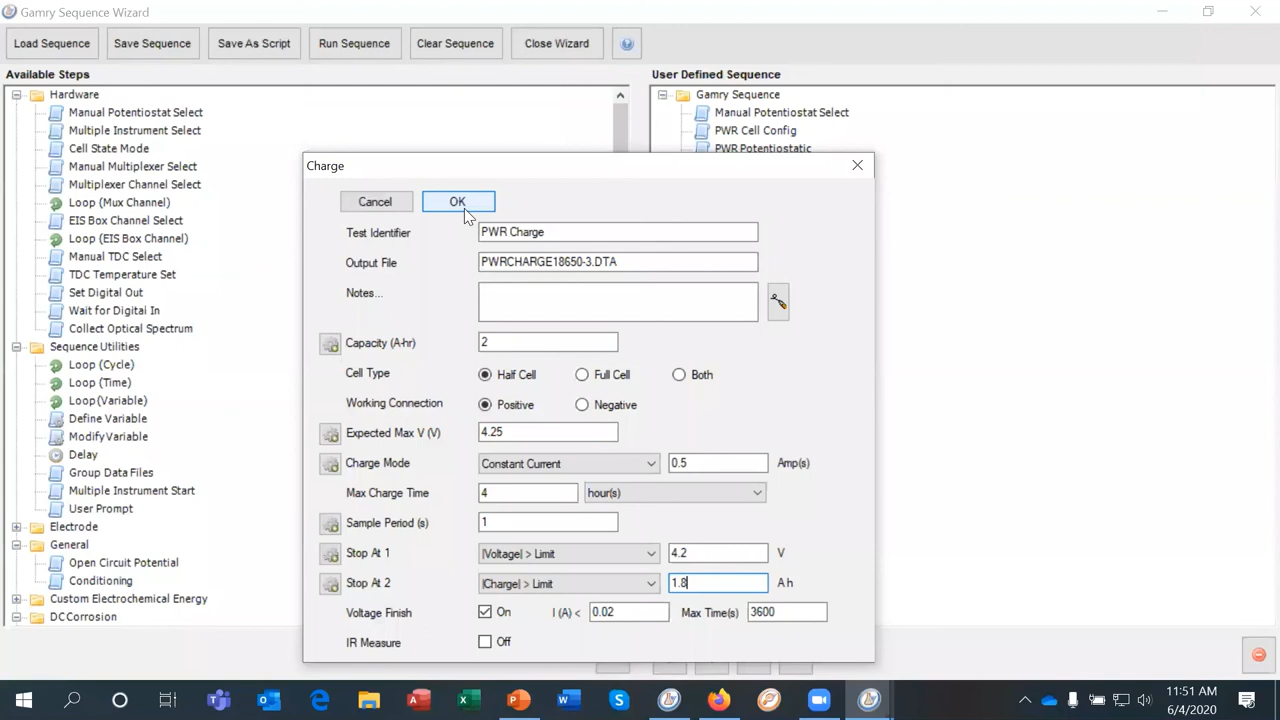 Gamry Sequence Wizard
Load Sequence Save Sequence Save As Script Run Sequence Clear Sequence Close Wizard
Available Steps
Hardware
Manual Potentiostat Select
Multiple Instrument Select
Cell State Mode
Manual Multiplexer Select
Multiplexer Channel Select
Loop (Mux Channel)
EIS Box Channel Select
Loop (EIS Box Channel)
Manual TDC Select
TDC Temperature Set
Set Digital Out
Wait for Digital In
Collect Optical Spectrum
Sequence Utilities
Loop (Cycle)
Loop (Time)
Loop(Variable)
Define Variable
ModifyVariable
Delay
Group Data Files
Multiple Instrument Start
User Prompt
Electrode
General
Open Circuit Potential
Conditioning
Custom Electrochemical Energy
DCCorrosion
User Defined Sequence
Gamry Sequence
Manual Potentiostat Select
PWR Cell Config
PWR Potentiostatic
Charge
Cancel OK
Test Identifier PWR Charge
Output File PWRCHARGE18650-3.DTA
Notes...
Capacity (A-hr) 2
Cell Type Half Cell Full Cell Both
Working Connection Positive Negative
Expected Max V (V) 4.25
Charge Mode Constant Current 0.5 Amp(s)
Max Charge Time 4 hour(s)
Sample Period (s) 1
Stop At 1 |Voltage| > Limit 4.2 V
Stop At 2 |Charge| > Limit 1.8 A h
Voltage Finish On I (A) < 0.02 Max Time(s) 3600
IR Measure Off
11:51 AM
6/4/2020